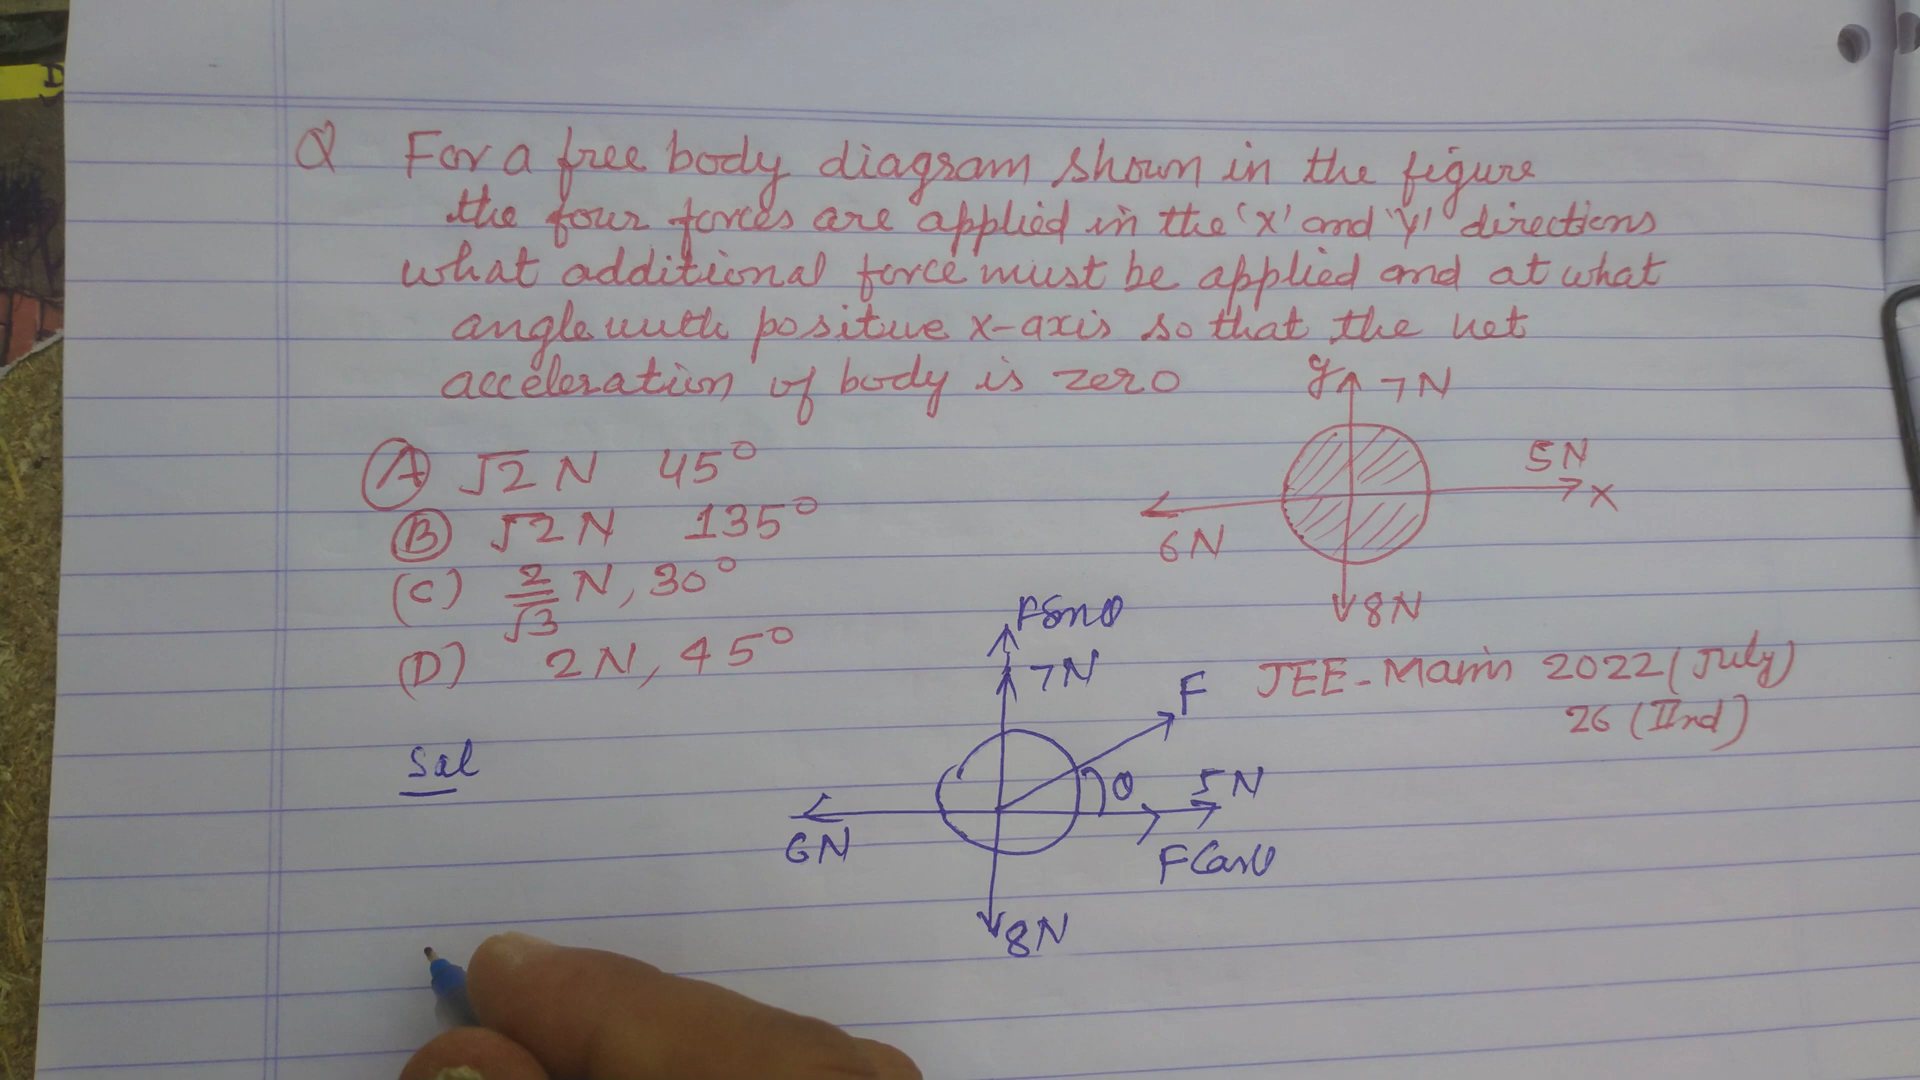 Q For a free body diagram shown in the figure
the four forces are applied in the 'x' and 'y' directions
what additional force must be applied and at what
angle with positive x-axis so that the net
acceleration of body is zero
y 7N
(A) √2 N 45°
5N
x
(B) √2 N 135°
6N
(C) 2/√3 N, 30°
8N
(D) 2N, 45°
FSinθ
7N
F
JEE-Main 2022 (July)
26 (IInd)
Sol
θ 5N
6N
FCosθ
8N